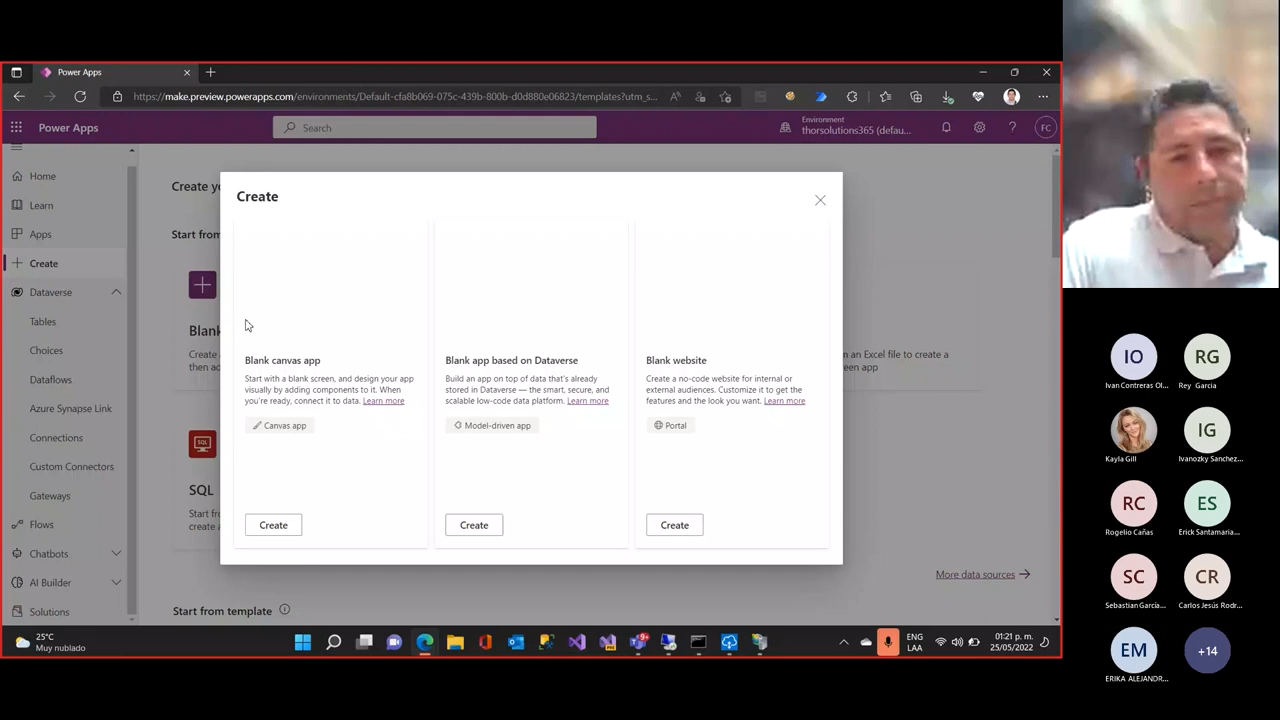 Power Apps
https://make.preview.powerapps.com/environments/Default-cfa8b069-075c-439b-800b-d0d880e06823/templates?utm_s...
Power Apps
Search
Environment
thorsolutions365 (defau...
FC
Home
Learn
Apps
Create
Dataverse
Tables
Choices
Dataflows
Azure Synapse Link
Connections
Custom Connectors
Gateways
Flows
Chatbots
AI Builder
Solutions
Create
Start from
Create
Blank canvas app
Start with a blank screen, and design your app
visually by adding components to it. When
you're ready, connect it to data. Learn more
Canvas app
Create
Blank app based on Dataverse
Build an app on top of data that's already
stored in Dataverse — the smart, secure, and
scalable low-code data platform. Learn more
Model-driven app
Create
Blank website
Create a no-code website for internal or
external audiences. Customize it to get the
features and the look you want. Learn more
Portal
Create
an Excel file to create a
een app
SQL
SQL
Start fro
create a
More data sources
Start from template
25°C
Muy nublado
9+
ENG
LAA
01:21 p. m.
25/05/2022
IO
Ivan Contreras Ol...
RG
Rey Garcia
Kayla Gill
IG
Ivanozky Sanchez...
RC
Rogelio Cañas
ES
Erick Santamaria...
SC
Sebastian García...
CR
Carlos Jesús Rodr...
EM
ERIKA ALEJANDR...
+14